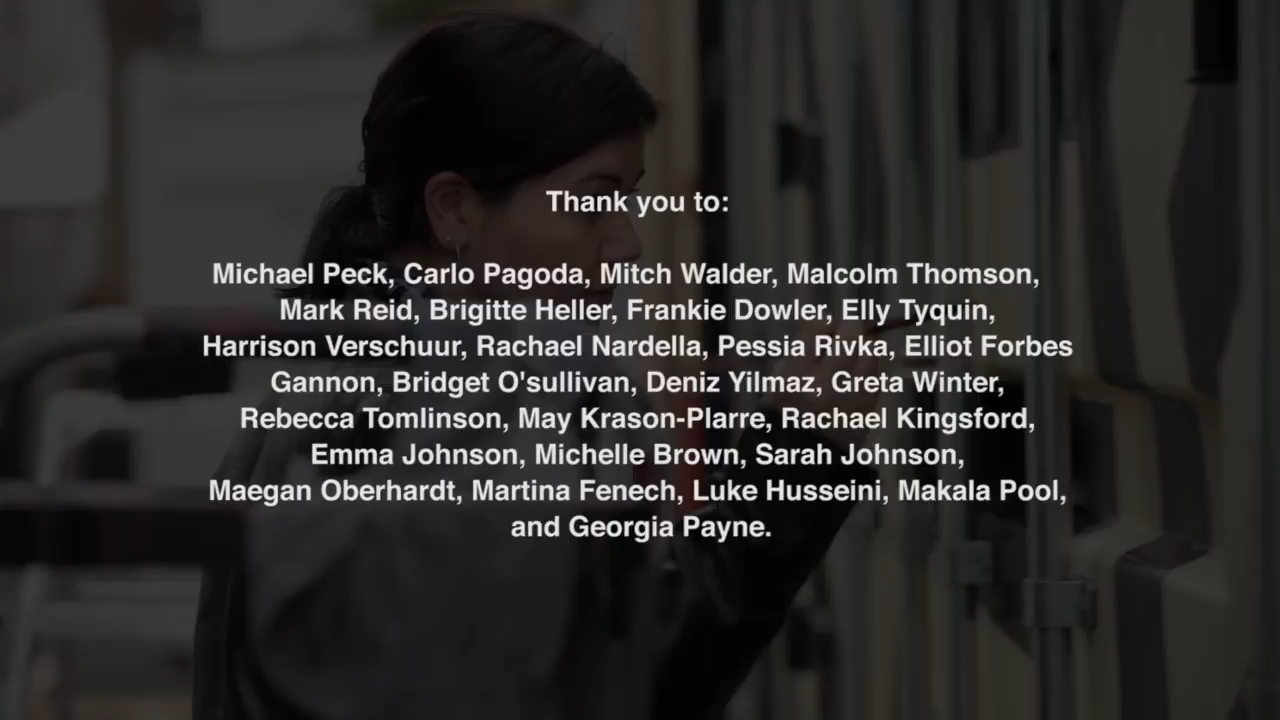 Thank you to:
Michael Peck, Carlo Pagoda, Mitch Walder, Malcolm Thomson,
Mark Reid, Brigitte Heller, Frankie Dowler, Elly Tyquin,
Harrison Verschuur, Rachael Nardella, Pessia Rivka, Elliot Forbes
Gannon, Bridget O'sullivan, Deniz Yilmaz, Greta Winter,
Rebecca Tomlinson, May Krason-Plarre, Rachael Kingsford,
Emma Johnson, Michelle Brown, Sarah Johnson,
Maegan Oberhardt, Martina Fenech, Luke Husseini, Makala Pool,
and Georgia Payne.